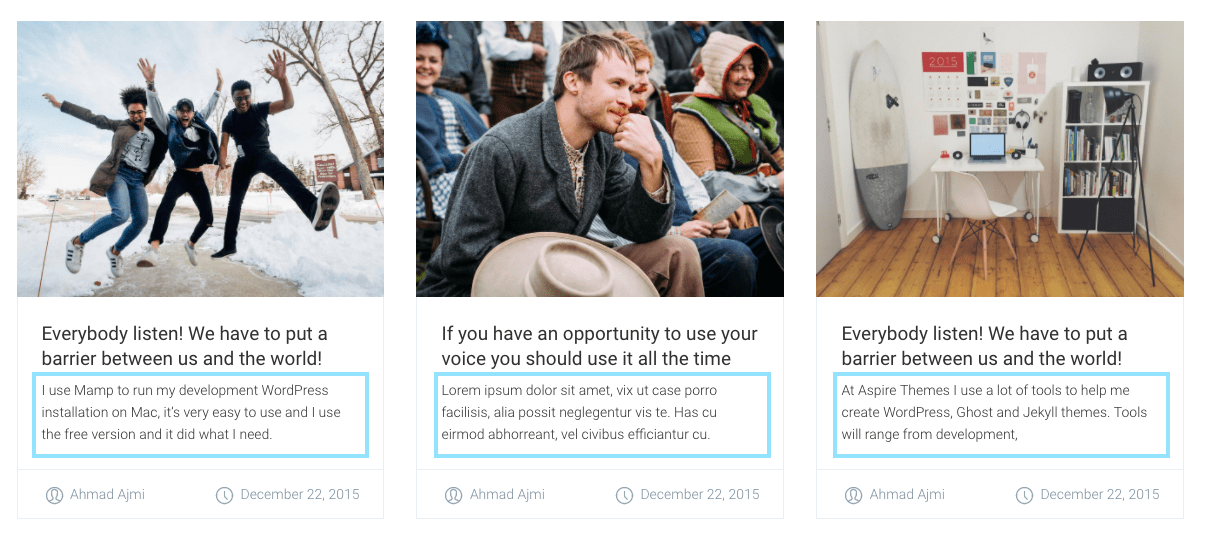 2015
Everybody listen! We have to put a
barrier between us and the world!
I use Mamp to run my development WordPress
installation on Mac, it's very easy to use and I use
the free version and it did what I need.
Ahmad Ajmi
December 22, 2015
If you have an opportunity to use your
voice you should use it all the time
Lorem ipsum dolor sit amet, vix ut case porro
facilisis, alia possit neglegentur vis te. Has cu
eirmod abhorreant, vel civibus efficiantur cu.
Ahmad Ajmi
December 22, 2015
Everybody listen! We have to put a
barrier between us and the world!
At Aspire Themes I use a lot of tools to help me
create WordPress, Ghost and Jekyll themes. Tools
will range from development,
Ahmad Ajmi
December 22, 2015